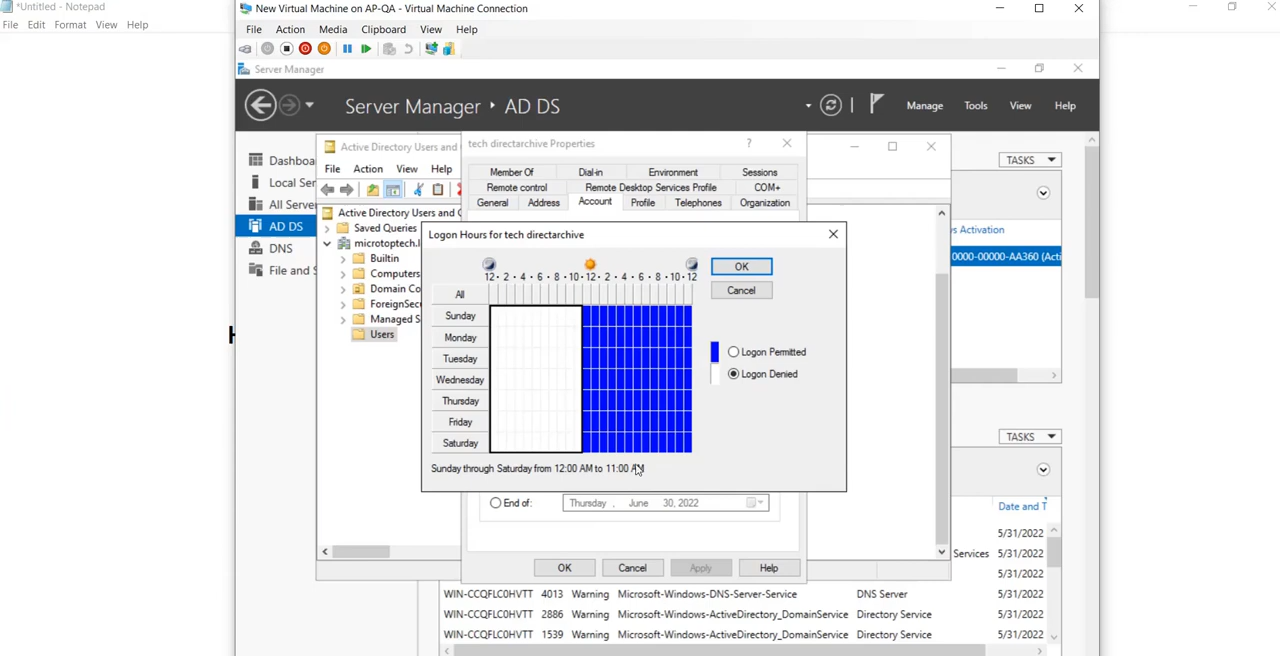 *Untitled - Notepad
File Edit Format View Help
New Virtual Machine on AP-QA - Virtual Machine Connection
File Action Media Clipboard View Help
Server Manager
Server Manager AD DS
Manage Tools View Help
Dashboa
Local Ser
All Serve
AD DS
DNS
File and S
Active Directory Users and C
File Action View Help
Active Directory Users and C
Saved Queries
microtoptech.l
Builtin
Computers
Domain Co
ForeignSec
Managed S
Users
tech directarchive Properties
?
Member Of Dial-in Environment Sessions
Remote control Remote Desktop Services Profile COM+
General Address Account Profile Telephones Organization
Logon Hours for tech directarchive
12 · 2 · 4 · 6 · 8 · 10 · 12 · 2 · 4 · 6 · 8 · 10 · 12
All
Sunday
Monday
Tuesday
Wednesday
Thursday
Friday
Saturday
Sunday through Saturday from 12:00 AM to 11:00 AM
OK
Cancel
Logon Permitted
Logon Denied
End of: Thursday , June 30, 2022
OK Cancel Apply Help
TASKS
s Activation
0000-00000-AA360 (Acti
TASKS
Date and T
5/31/2022
Services 5/31/2022
5/31/2022
WIN-CCQFLC0HVTT 4013 Warning Microsoft-Windows-DNS-Server-Service DNS Server 5/31/2022
WIN-CCQFLC0HVTT 2886 Warning Microsoft-Windows-ActiveDirectory_DomainService Directory Service 5/31/2022
WIN-CCQFLC0HVTT 1539 Warning Microsoft-Windows-ActiveDirectory_DomainService Directory Service 5/31/2022